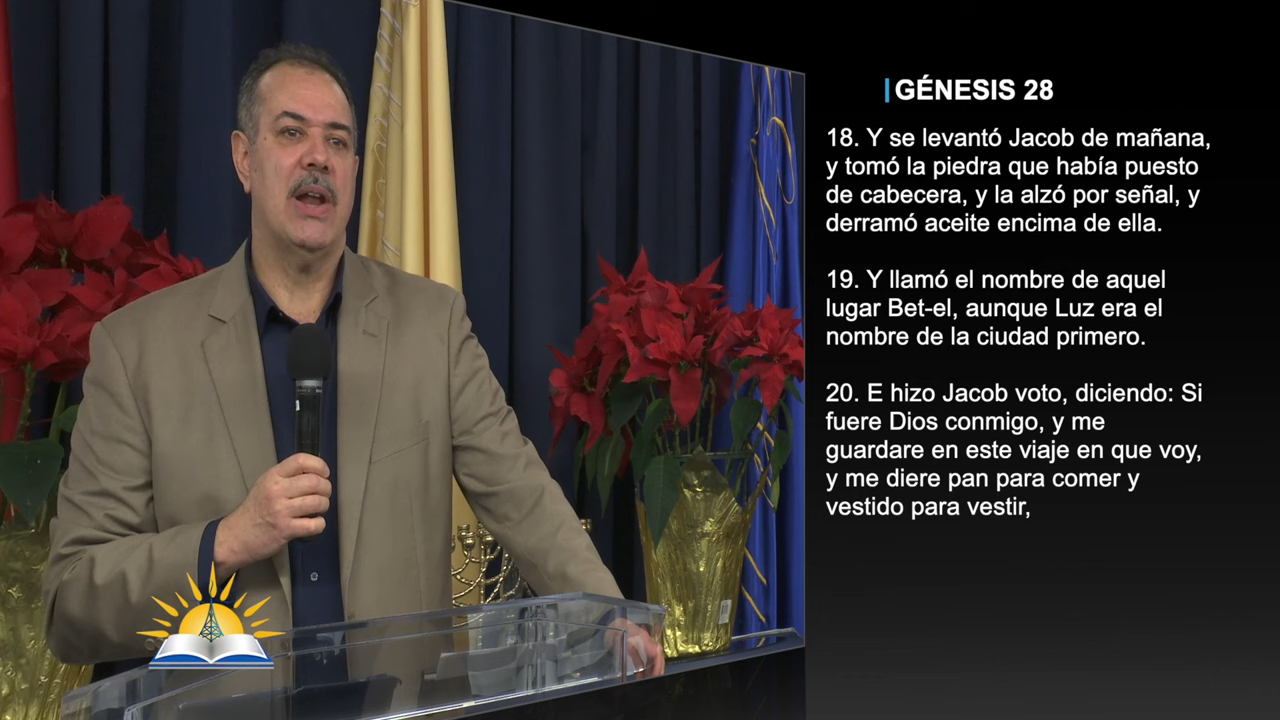 GÉNESIS 28
18. Y se levantó Jacob de mañana,
y tomó la piedra que había puesto
de cabecera, y la alzó por señal, y
derramó aceite encima de ella.
19. Y llamó el nombre de aquel
lugar Bet-el, aunque Luz era el
nombre de la ciudad primero.
20. E hizo Jacob voto, diciendo: Si
fuere Dios conmigo, y me
guardare en este viaje en que voy,
y me diere pan para comer y
vestido para vestir,